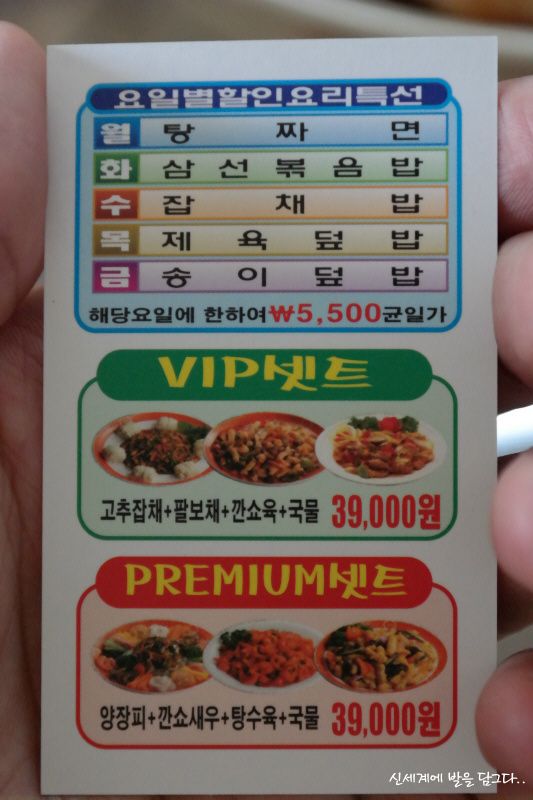 요일별할인요리특선
월 탕짜면
화 삼선볶음밥
수 잡채밥
목 제육덮밥
금 송이덮밥
해당요일에 한하여₩5,500균일가
VIP셋트
고추잡채+팔보채+깐쇼육+국물 39,000원
PREMIUM셋트
양장피+깐쇼새우+탕수육+국물 39,000원
신세계에 발을 담그다..